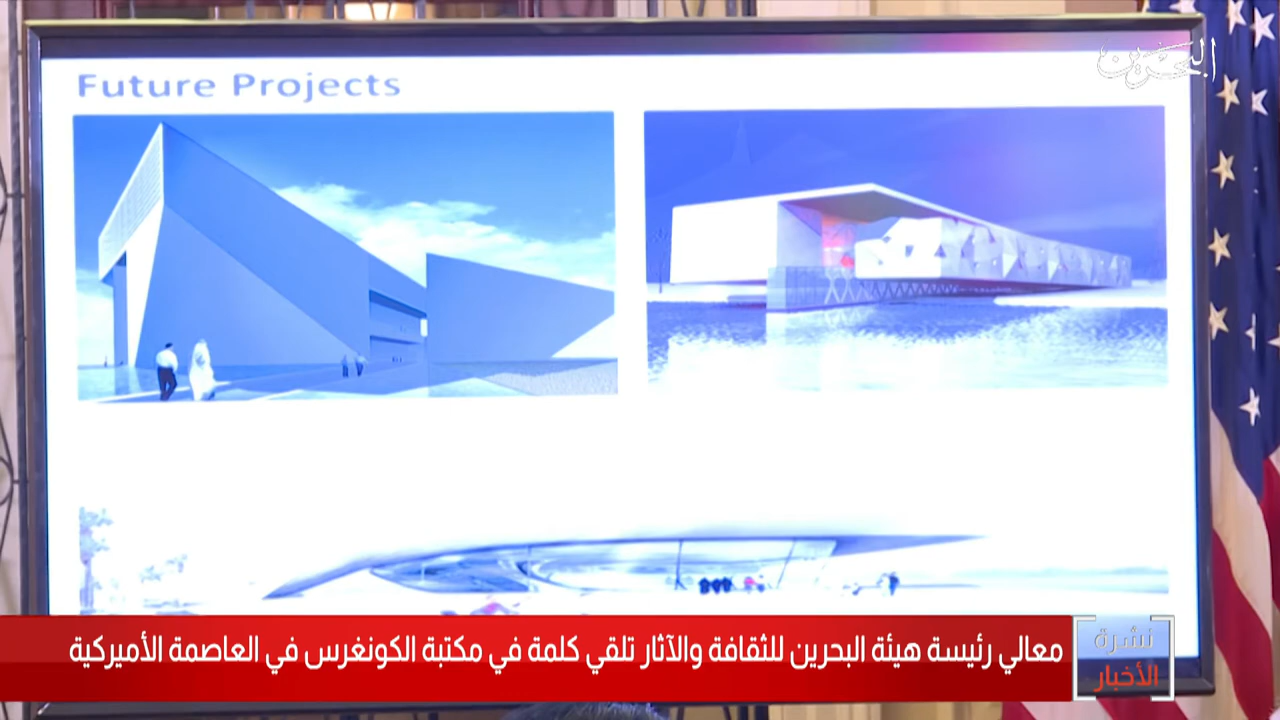 البحرين
Future Projects
معالي رئيسة هيئة البحرين للثقافة والآثار تلقي كلمة في مكتبة الكونغرس في العاصمة الأميركية
نشرة
الأخبار